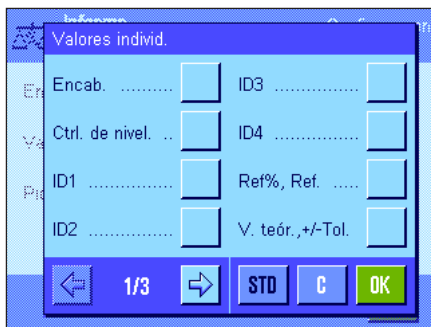 Informe
Valores individ.
Encab. ..........
Ctrl. de nivel. ..
ID1 ...............
ID2 ...............
ID3 ...............
ID4 ...............
Ref%, Ref. .....
V. teór.,+/-Tol.
1/3
STD
C
OK